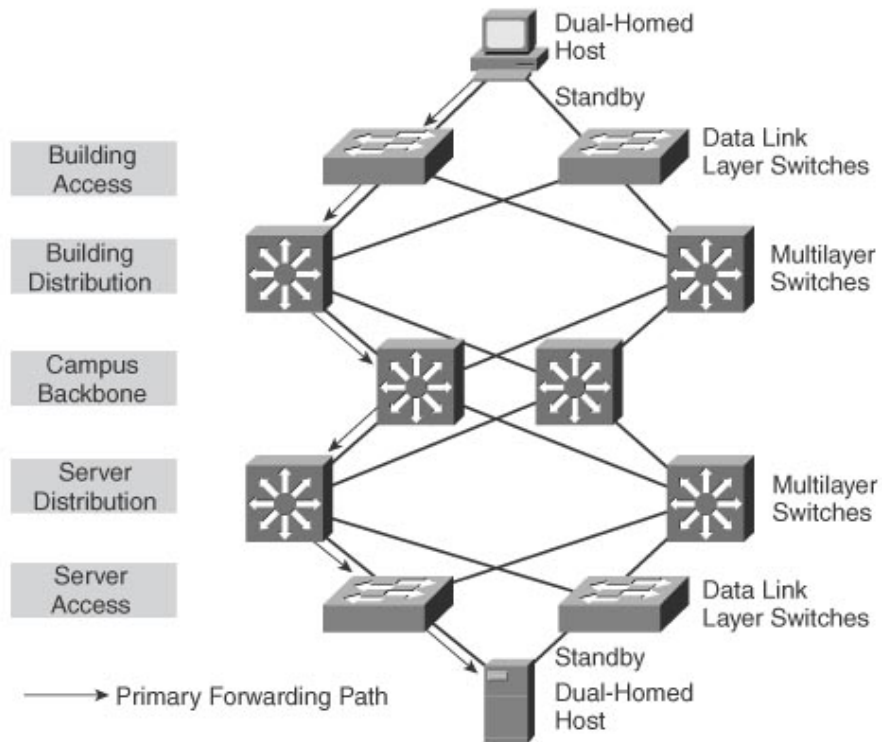 Dual-Homed
Host
Standby
Building
Access
Data Link
Layer Switches
Building
Distribution
Multilayer
Switches
Campus
Backbone
Server
Distribution
Multilayer
Switches
Server
Access
Data Link
Layer Switches
Standby
Dual-Homed
Host
Primary Forwarding Path